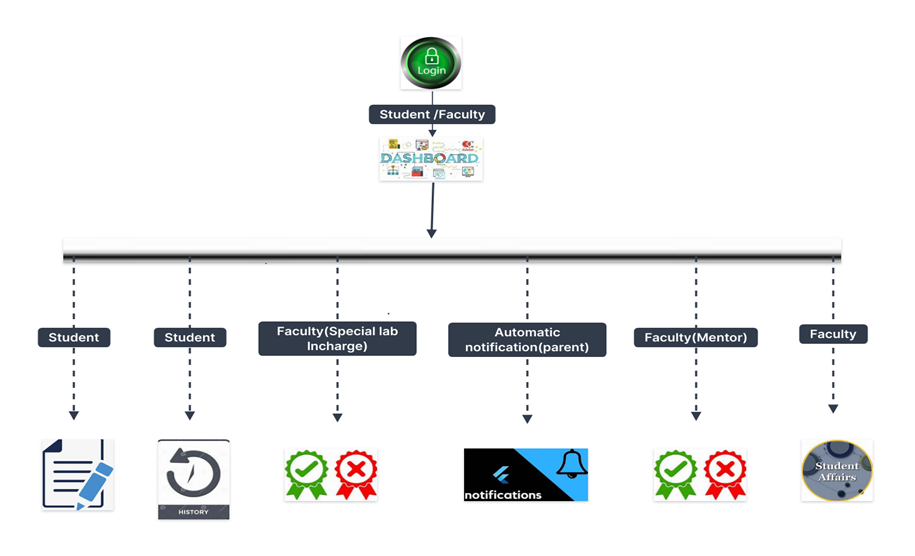 Login
Student /Faculty
DASHBOARD
Student
Student
Faculty(Special lab
Incharge)
Automatic
notification(parent)
Faculty(Mentor)
Faculty
HISTORY
notifications
Student
Affairs